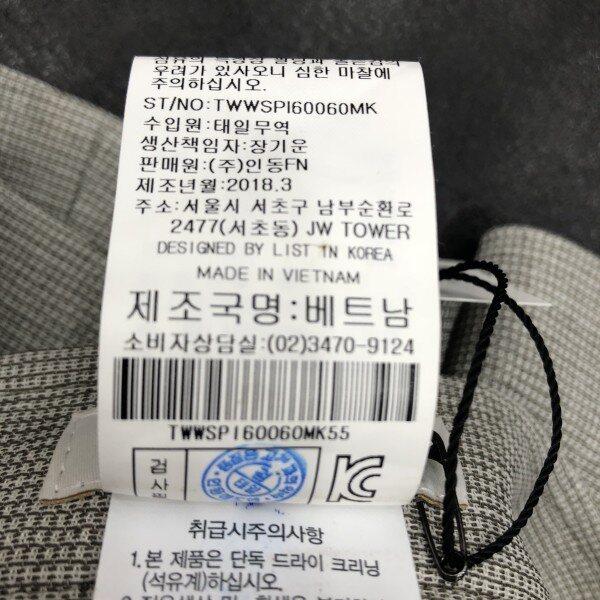 우려가 있사오니 심한 마찰에
주의하십시오.
ST/NO:TWWSPI60060MK
수입원:태일무역
생산책임자:장기운
판매원:(주)인동FN
제조년월:2018.3
주소:서울시 서초구 남부순환로
2477(서초동) JW TOWER
DESIGNED BY LIST IN KOREA
MADE IN VIETNAM
제조국명:베트남
소비자상담실:(02)3470-9124
TWWSPI60060MK55
검사
취급시주의사항
1.본 제품은 단독 드라이 크리닝
(석유계)하십시오.